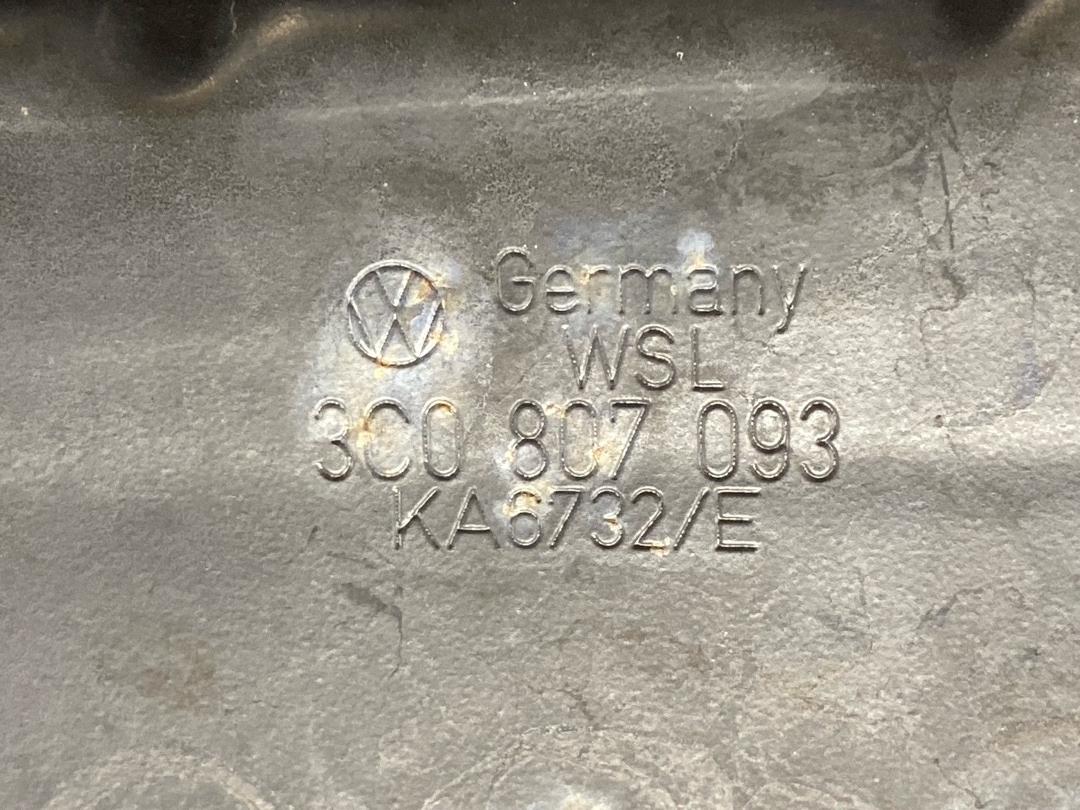 Germany
WSL
3C0 807 093
KA6732/E